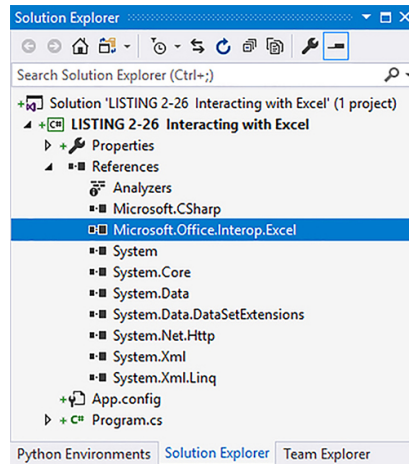 Solution Explorer
Search Solution Explorer (Ctrl+;)
Solution 'LISTING 2-26 Interacting with Excel' (1 project)
C# LISTING 2-26 Interacting with Excel
Properties
References
Analyzers
Microsoft.CSharp
Microsoft.Office.Interop.Excel
System
System.Core
System.Data
System.Data.DataSetExtensions
System.Net.Http
System.Xml
System.Xml.Linq
App.config
C# Program.cs
Python Environments Solution Explorer Team Explorer